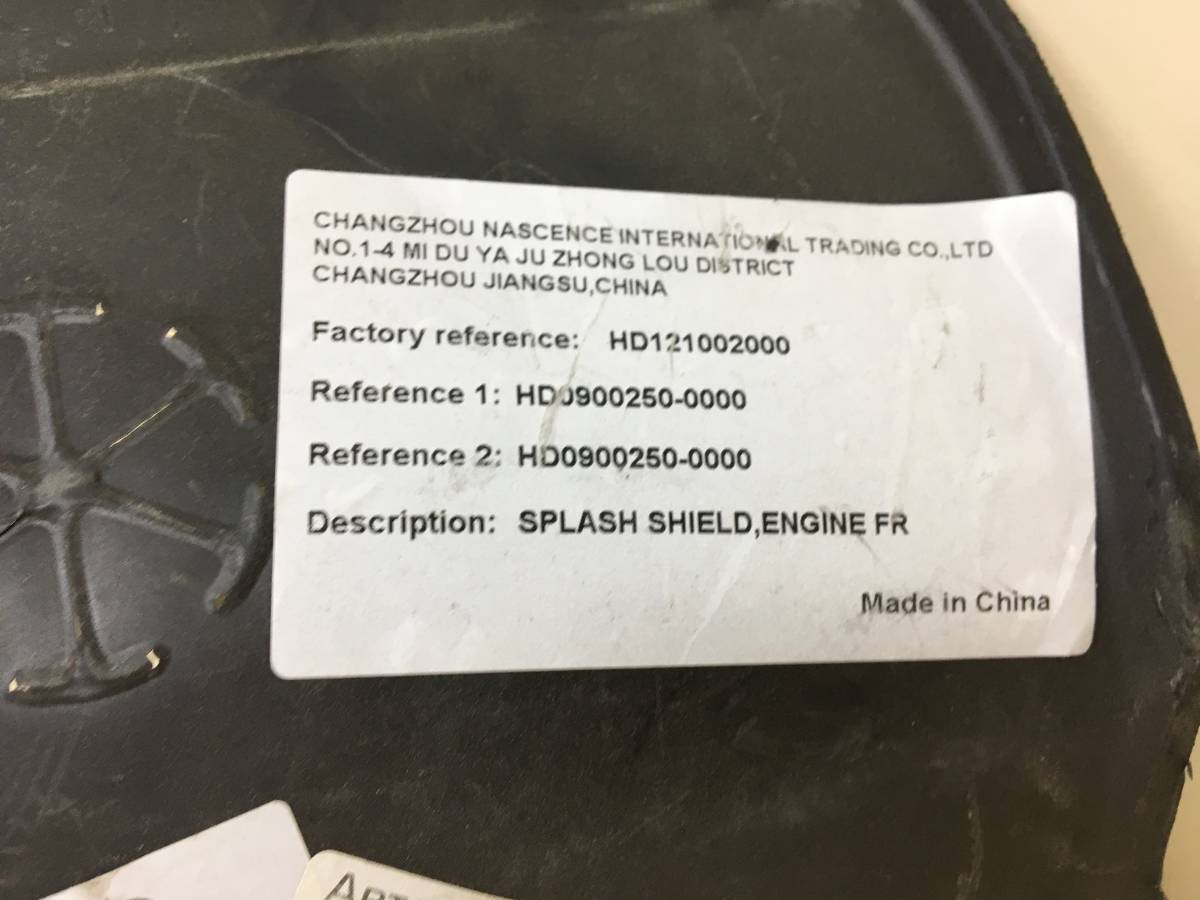 CHANGZHOU NASCENCE INTERNATIONAL TRADING CO.,LTD
NO.1-4 MI DU YA JU ZHONG LOU DISTRICT
CHANGZHOU JIANGSU,CHINA
Factory reference: HD121002000
Reference 1: HD0900250-0000
Reference 2: HD0900250-0000
Description: SPLASH SHIELD,ENGINE FR
Made in China